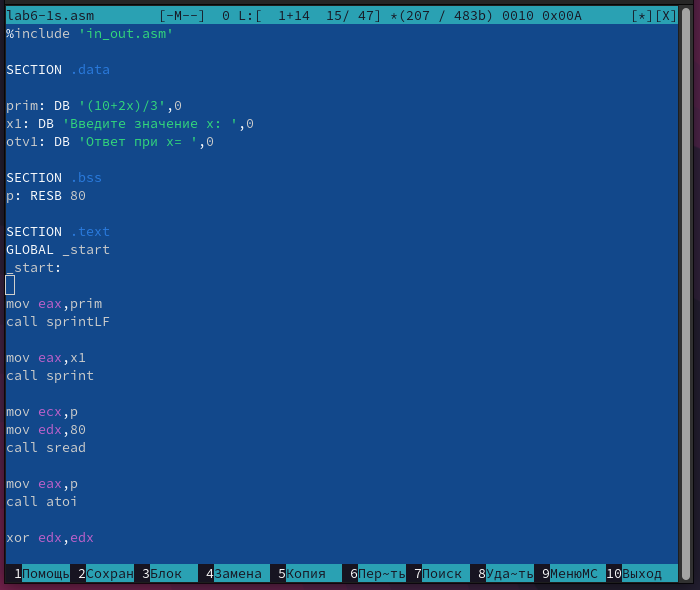 lab6-1s.asm [-M--] 0 L:[ 1+14 15/ 47] *(207 / 483b) 0010 0x00A [*][X]
%include 'in_out.asm'
SECTION .data
prim: DB '(10+2x)/3',0
x1: DB 'Введите значение x: ',0
otv1: DB 'Ответ при x= ',0
SECTION .bss
p: RESB 80
SECTION .text
GLOBAL _start
_start:
mov eax,prim
call sprintLF
mov eax,x1
call sprint
mov ecx,p
mov edx,80
call sread
mov eax,p
call atoi
xor edx,edx
1Помощь 2Сохран 3Блок 4Замена 5Копия 6Пер~ть 7Поиск 8Уда~ть 9МенюMC 10Выход